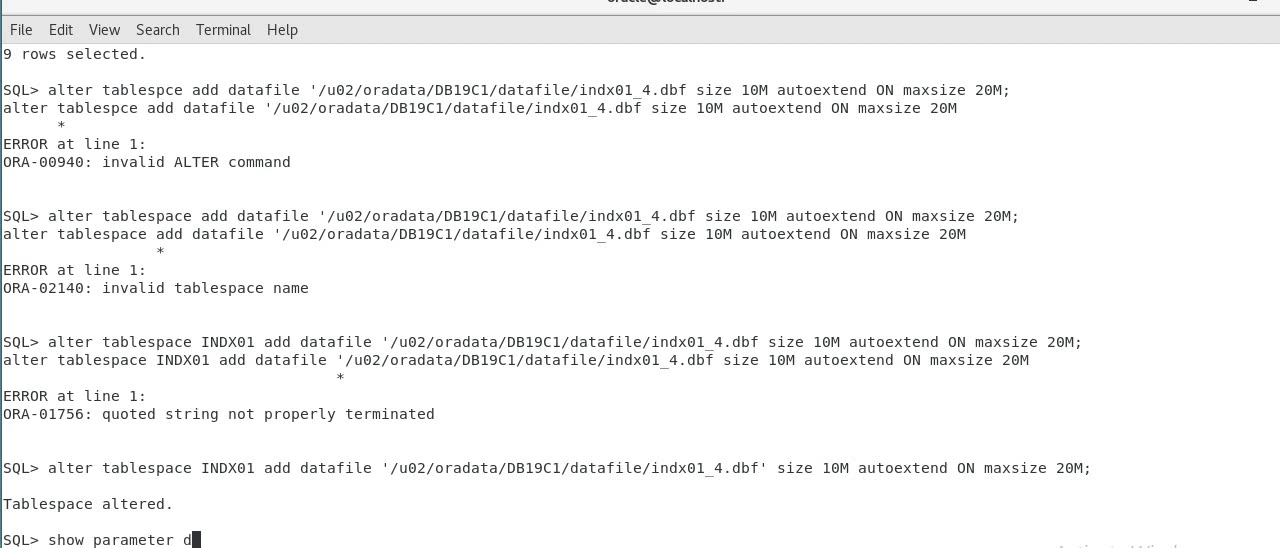 File Edit View Search Terminal Help
9 rows selected.
SQL> alter tablespce add datafile '/u02/oradata/DB19C1/datafile/indx01_4.dbf size 10M autoextend ON maxsize 20M;
alter tablespce add datafile '/u02/oradata/DB19C1/datafile/indx01_4.dbf size 10M autoextend ON maxsize 20M
*
ERROR at line 1:
ORA-00940: invalid ALTER command
SQL> alter tablespace add datafile '/u02/oradata/DB19C1/datafile/indx01_4.dbf size 10M autoextend ON maxsize 20M;
alter tablespace add datafile '/u02/oradata/DB19C1/datafile/indx01_4.dbf size 10M autoextend ON maxsize 20M
*
ERROR at line 1:
ORA-02140: invalid tablespace name
SQL> alter tablespace INDX01 add datafile '/u02/oradata/DB19C1/datafile/indx01_4.dbf size 10M autoextend ON maxsize 20M;
alter tablespace INDX01 add datafile '/u02/oradata/DB19C1/datafile/indx01_4.dbf size 10M autoextend ON maxsize 20M
*
ERROR at line 1:
ORA-01756: quoted string not properly terminated
SQL> alter tablespace INDX01 add datafile '/u02/oradata/DB19C1/datafile/indx01_4.dbf' size 10M autoextend ON maxsize 20M;
Tablespace altered.
SQL> show parameter d